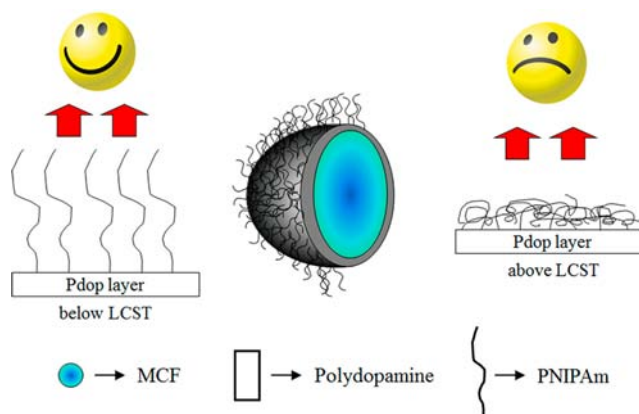 Pdop layer
below LCST
Pdop layer
above LCST
MCF
Polydopamine
PNIPAm